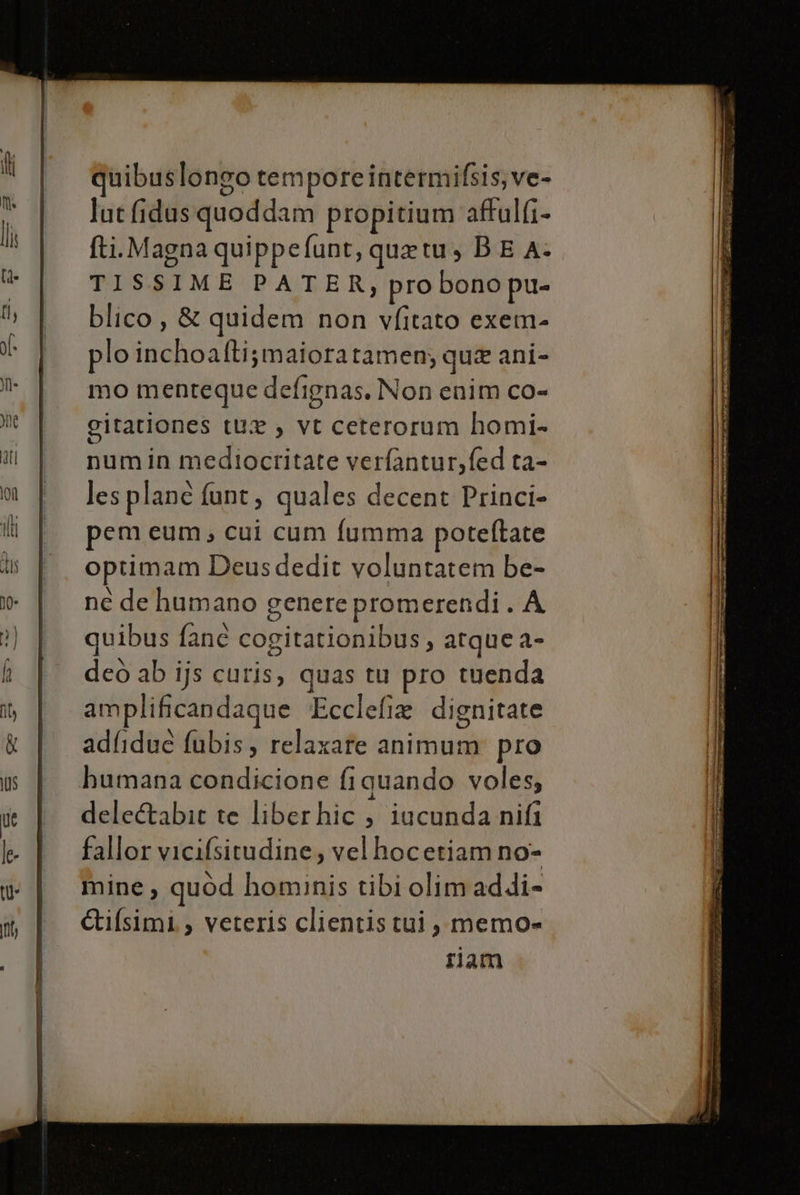 quibus longo tempore intermiſsis, ve-
lut ſidus quoddam propitium affulſi-
ſti. Magna quippe ſunt, quæ tu, BEA-
TISSIME PATER, pro bono pu-
blico, & quidem non vſitato exem-
plo inchoaſti; maiora tamen, quæ ani-
mo menteque deſignas. Non enim co-
gitationes tuæ, vt ceterorum homi-
num in mediocritate verſantur, ſed ta-
les planè ſunt, quales decent Princi-
pem eum, cui cum ſumma poteſtate
optimam Deus dedit voluntatem be-
nè de humano genere promerendi. A
quibus ſanè cogitationibus, atque a-
deò ab ijs curis, quas tu pro tuenda
amplificandaque Eccleſiæ dignitate
adſiduè ſubis, relaxare animum pro
humana condicione ſiquando voles,
delectabit te liber hic, iucunda niſi
fallor viciſsitudine, vel hoc etiam no-
mine, quòd hominis tibi olim addi-
ctiſsimi, veteris clientis tui, memo-
riam